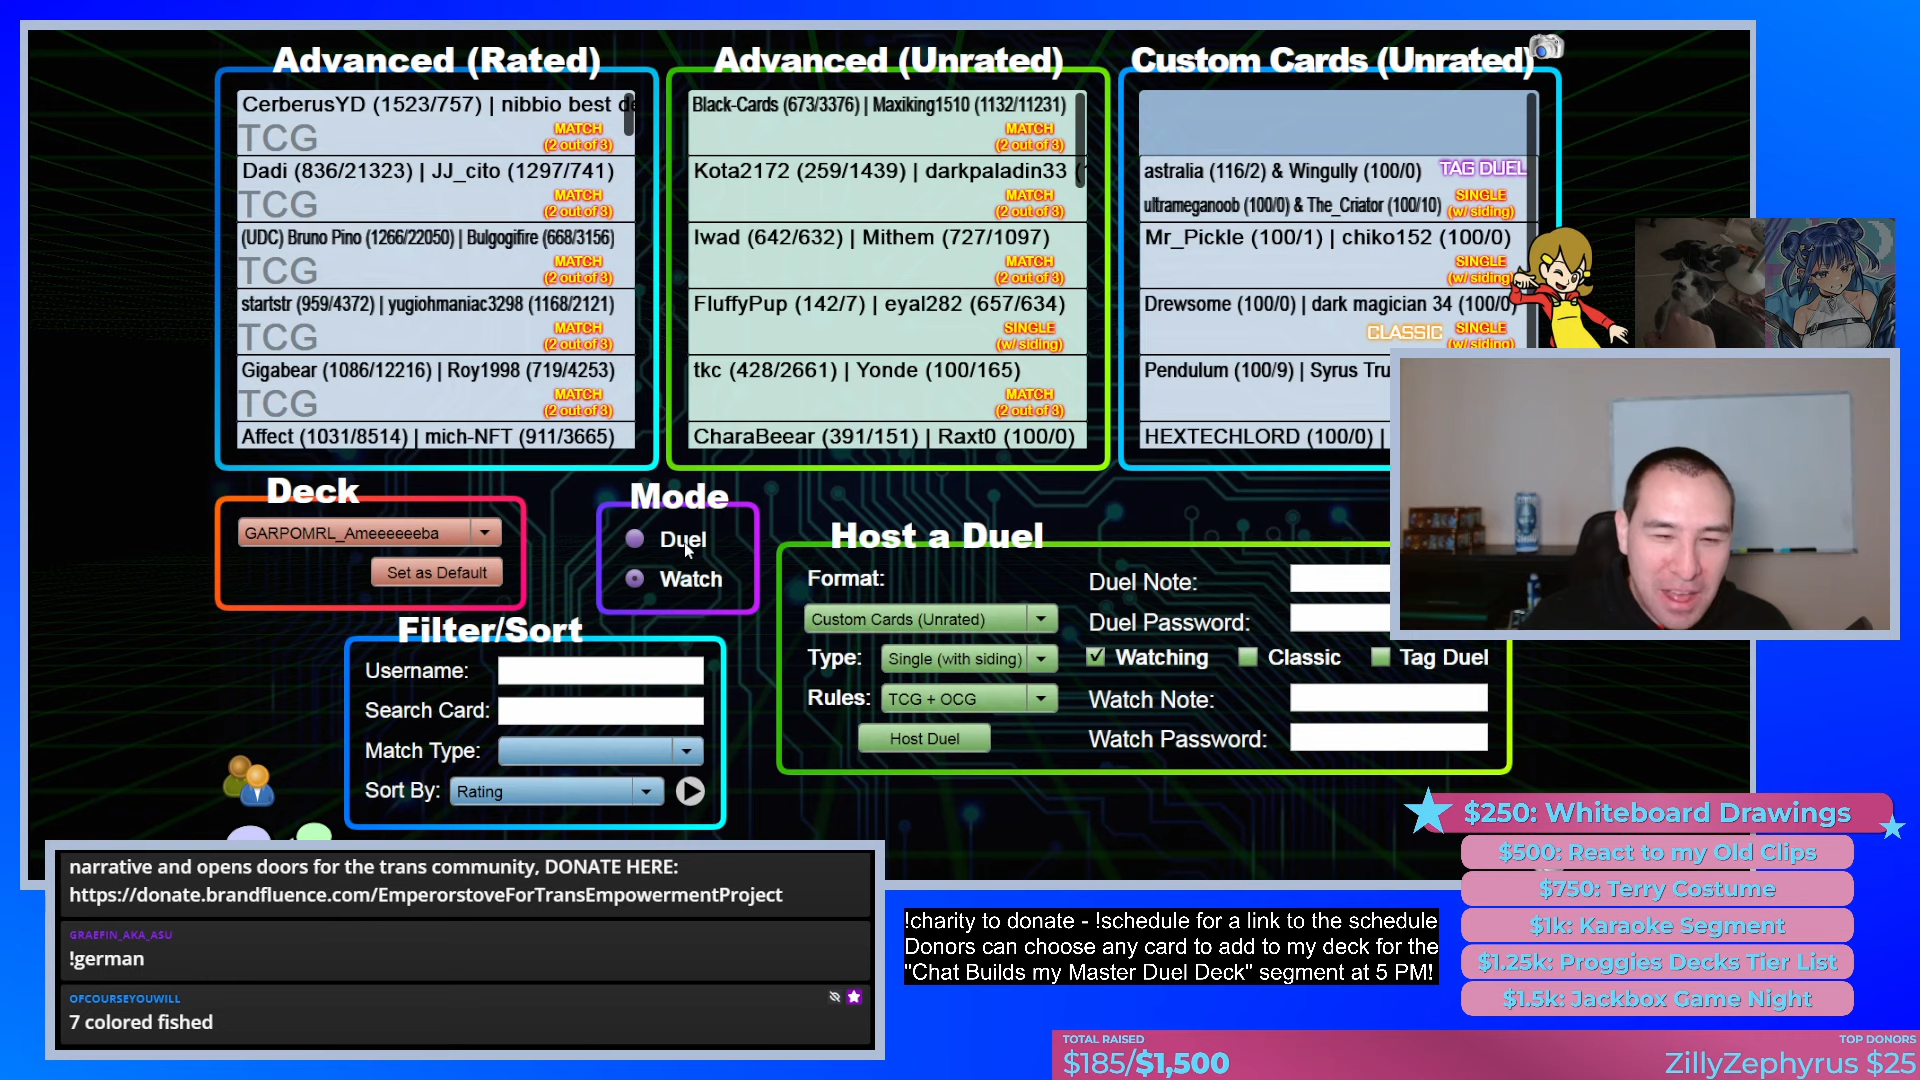 Advanced (Rated)
CerberusYD (1523/757) | nibbio best de
TCG
MATCH
(2 out of 3)
Dadi (836/21323) | JJ_cito (1297/741)
TCG
MATCH
(2 out of 3)
(UDC) Bruno Pino (1266/22050) | Bulgogifire (668/3156)
TCG
MATCH
(2 out of 3)
startstr (959/4372) | yugiohmaniac3298 (1168/2121)
TCG
MATCH
(2 out of 3)
Gigabear (1086/12216) | Roy1998 (719/4253)
TCG
MATCH
(2 out of 3)
Affect (1031/8514) | mich-NFT (911/3665)
Advanced (Unrated)
Black-Cards (673/3376) | Maxiking1510 (1132/11231)
MATCH
(2 out of 3)
Kota2172 (259/1439) | darkpaladin33 (
MATCH
(2 out of 3)
Iwad (642/632) | Mithem (727/1097)
MATCH
(2 out of 3)
FluffyPup (142/7) | eyal282 (657/634)
SINGLE
(w/ siding)
tkc (428/2661) | Yonde (100/165)
MATCH
(2 out of 3)
CharaBeear (391/151) | Raxt0 (100/0)
Custom Cards (Unrated)
astralia (116/2) & Wingully (100/0) TAG DUEL
ultrameganoob (100/0) & The_Criator (100/10)
SINGLE
(w/ siding)
Mr_Pickle (100/1) | chiko152 (100/0)
SINGLE
(w/ siding)
Drewsome (100/0) | dark magician 34 (100/0)
CLASSIC
SINGLE
(w/ siding)
Pendulum (100/9) | Syrus Tru
HEXTECHLORD (100/0) |
Deck
GARPOMRL_Ameeeeeeba
Set as Default
Mode
Duel
Watch
Filter/Sort
Username:
Search Card:
Match Type:
Sort By: Rating
Host a Duel
Format:
Custom Cards (Unrated)
Type: Single (with siding)
Rules: TCG + OCG
Host Duel
Duel Note:
Duel Password:
Watching Classic Tag Duel
Watch Note:
Watch Password:
narrative and opens doors for the trans community, DONATE HERE:
https://donate.brandfluence.com/EmperorstoveForTransEmpowermentProject
GRAEFIN_AKA_ASU
!german
OFCOURSEYOUWILL
7 colored fished
!charity to donate - !schedule for a link to the schedule
Donors can choose any card to add to my deck for the
"Chat Builds my Master Duel Deck" segment at 5 PM!
$250: Whiteboard Drawings
$500: React to my Old Clips
$750: Terry Costume
$1k: Karaoke Segment
$1.25k: Proggies Decks Tier List
$1.5k: Jackbox Game Night
TOTAL RAISED
$185/$1,500
TOP DONORS
ZillyZephyrus $25